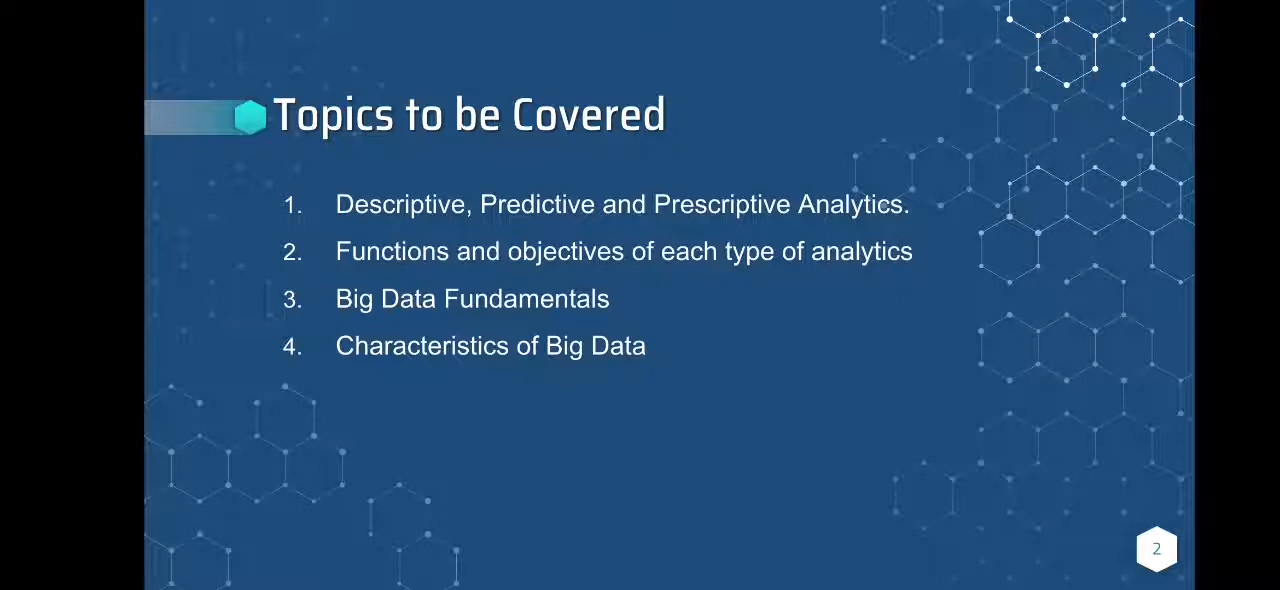 Topics to be Covered
1. Descriptive, Predictive and Prescriptive Analytics.
2. Functions and objectives of each type of analytics
3. Big Data Fundamentals
4. Characteristics of Big Data
2